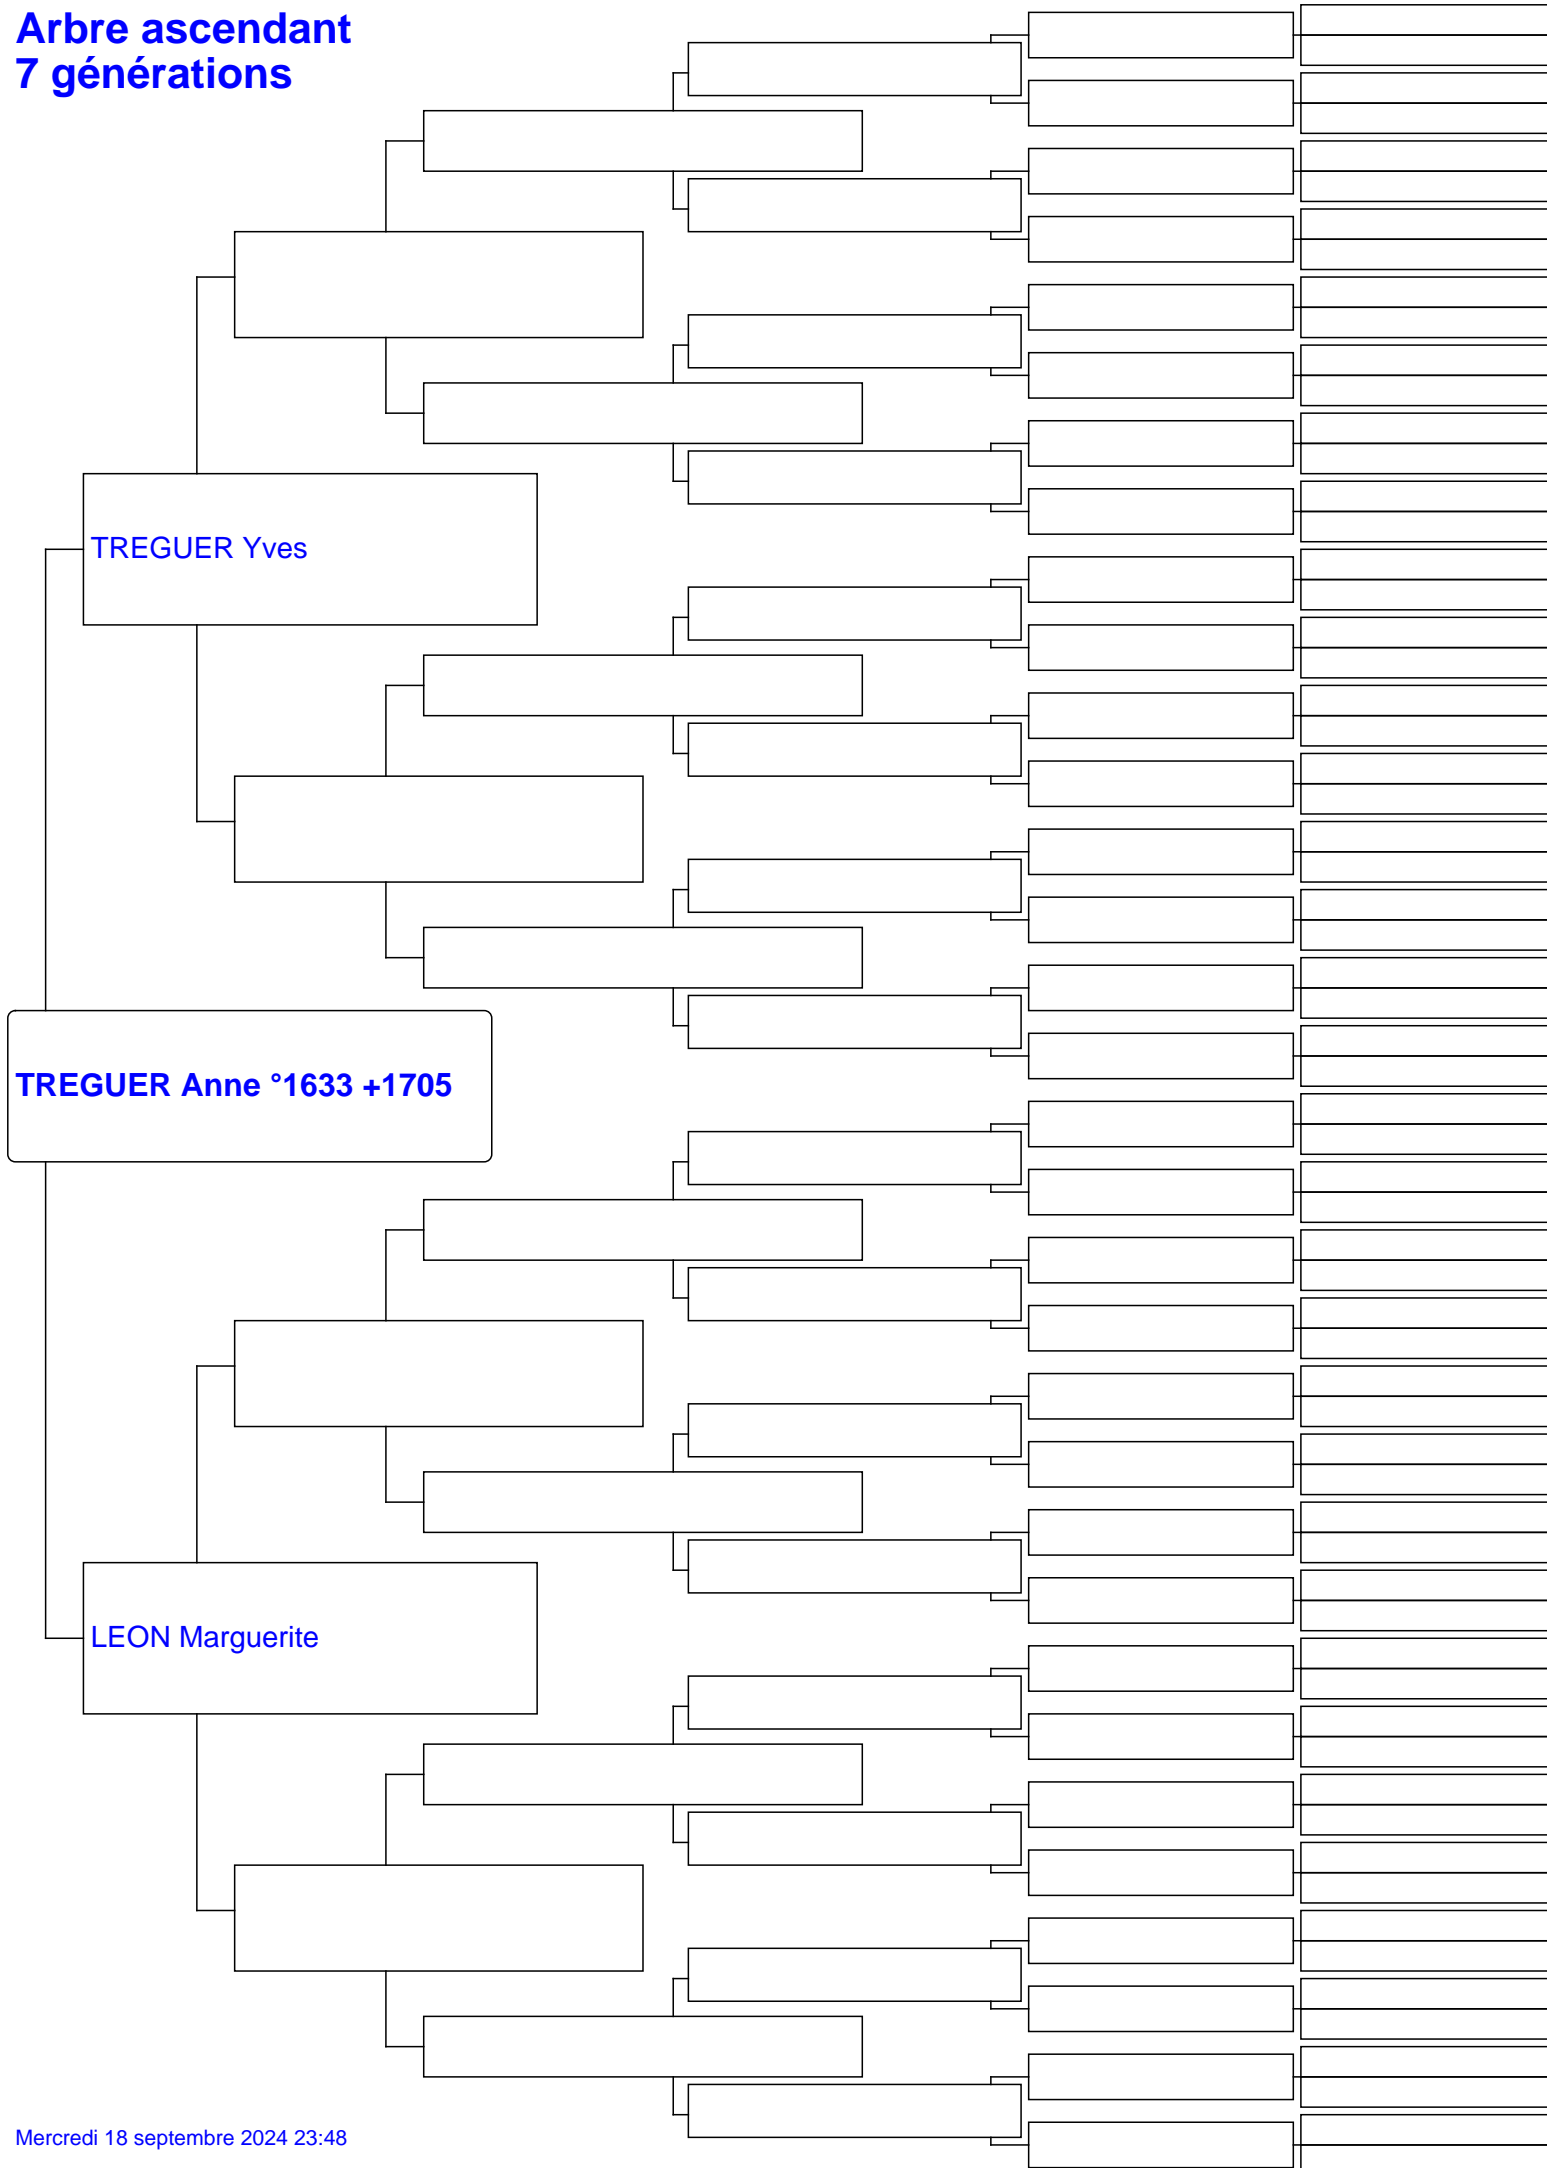 Arbre ascendant
7 générations
TREGUER Yves
TREGUER Anne °1633 +1705
LEON Marguerite
Mercredi 18 septembre 2024 23:48